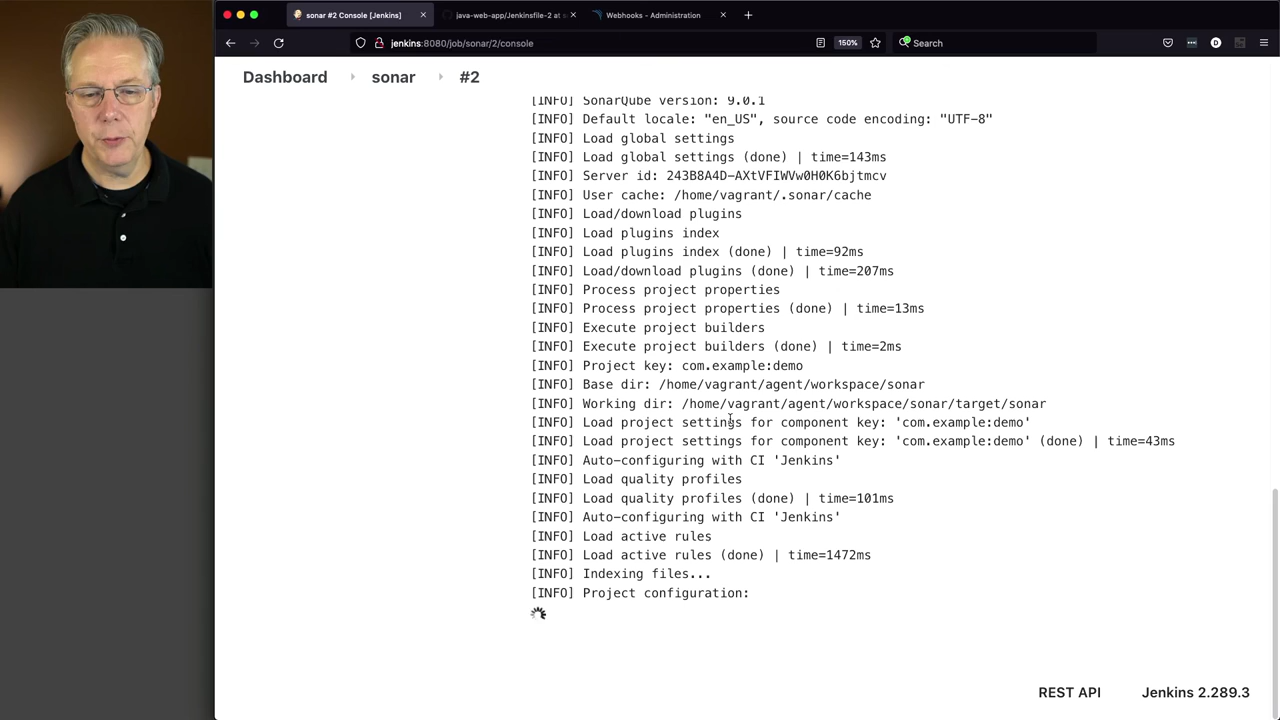 sonar #2 Console [Jenkins]
java-web-app/Jenkinsfile-2 at s
Webhooks - Administration
jenkins:8080/job/sonar/2/console
150%
Search
Dashboard
sonar
#2
[INFO] SonarQube version: 9.0.1
[INFO] Default locale: "en_US", source code encoding: "UTF-8"
[INFO] Load global settings
[INFO] Load global settings (done) | time=143ms
[INFO] Server id: 243B8A4D-AXtVFIWVw0H0K6bjtmcv
[INFO] User cache: /home/vagrant/.sonar/cache
[INFO] Load/download plugins
[INFO] Load plugins index
[INFO] Load plugins index (done) | time=92ms
[INFO] Load/download plugins (done) | time=207ms
[INFO] Process project properties
[INFO] Process project properties (done) | time=13ms
[INFO] Execute project builders
[INFO] Execute project builders (done) | time=2ms
[INFO] Project key: com.example:demo
[INFO] Base dir: /home/vagrant/agent/workspace/sonar
[INFO] Working dir: /home/vagrant/agent/workspace/sonar/target/sonar
[INFO] Load project settings for component key: 'com.example:demo'
[INFO] Load project settings for component key: 'com.example:demo' (done) | time=43ms
[INFO] Auto-configuring with CI 'Jenkins'
[INFO] Load quality profiles
[INFO] Load quality profiles (done) | time=101ms
[INFO] Auto-configuring with CI 'Jenkins'
[INFO] Load active rules
[INFO] Load active rules (done) | time=1472ms
[INFO] Indexing files...
[INFO] Project configuration:
REST API
Jenkins 2.289.3